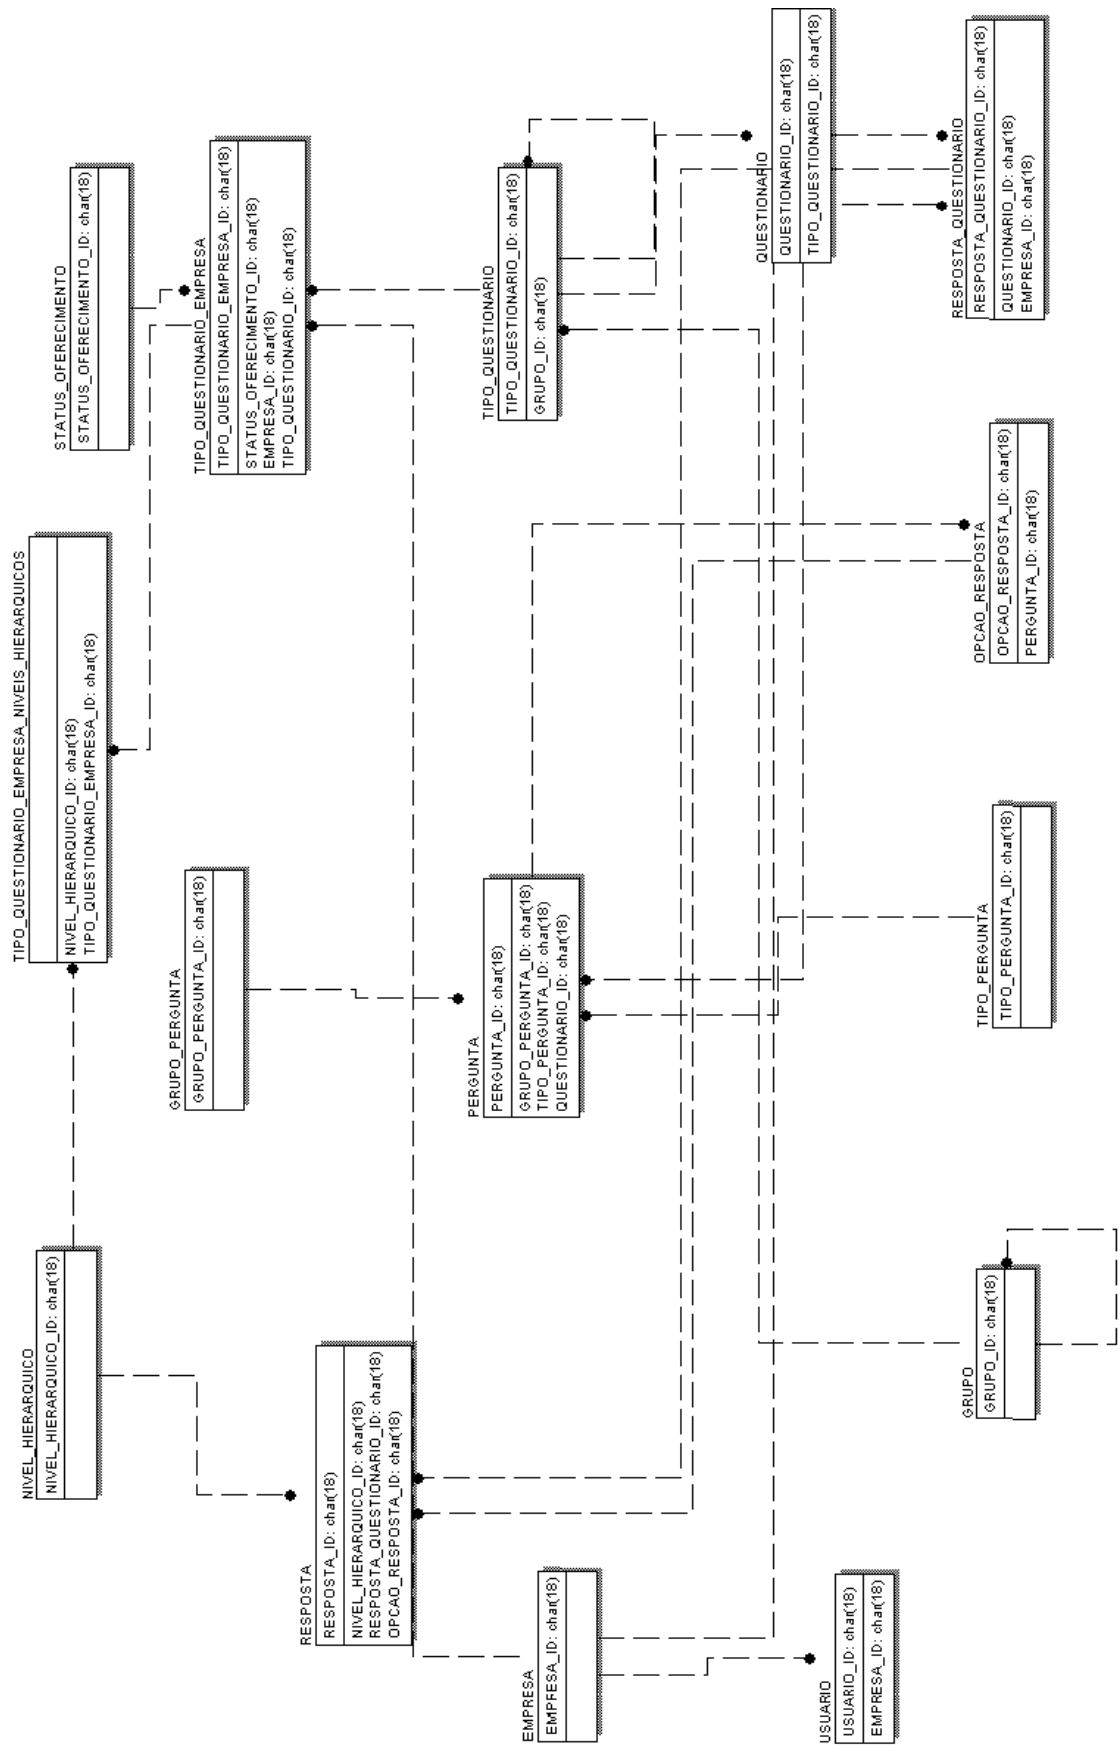 NIVEL_HIERARQUICO
NIVEL_HIERARQUICO_ID: char(18)
TIPO_QUESTIONARIO_EMPRESA_NIVEIS_HIERARQUICOS
NIVEL_HIERARQUICO_ID: char(18)
TIPO_QUESTIONARIO_EMPRESA_ID: char(18)
STATUS_OFERECIMENTO
STATUS_OFERECIMENTO_ID: char(18)
GRUPO_PERGUNTA
GRUPO_PERGUNTA_ID: char(18)
TIPO_QUESTIONARIO_EMPRESA
TIPO_QUESTIONARIO_EMPRESA_ID: char(18)
STATUS_OFERECIMENTO_ID: char(18)
EMPRESA_ID: char(18)
TIPO_QUESTIONARIO_ID: char(18)
RESPOSTA
RESPOSTA_ID: char(18)
NIVEL_HIERARQUICO_ID: char(18)
RESPOSTA_QUESTIONARIO_ID: char(18)
OPCAO_RESPOSTA_ID: char(18)
PERGUNTA
PERGUNTA_ID: char(18)
GRUPO_PERGUNTA_ID: char(18)
TIPO_PERGUNTA_ID: char(18)
QUESTIONARIO_ID: char(18)
TIPO_QUESTIONARIO
TIPO_QUESTIONARIO_ID: char(18)
GRUPO_ID: char(18)
EMPRESA
EMPRESA_ID: char(18)
QUESTIONARIO
QUESTIONARIO_ID: char(18)
TIPO_QUESTIONARIO_ID: char(18)
USUARIO
USUARIO_ID: char(18)
EMPRESA_ID: char(18)
GRUPO
GRUPO_ID: char(18)
TIPO_PERGUNTA
TIPO_PERGUNTA_ID: char(18)
OPCAO_RESPOSTA
OPCAO_RESPOSTA_ID: char(18)
PERGUNTA_ID: char(18)
RESPOSTA_QUESTIONARIO
RESPOSTA_QUESTIONARIO_ID: char(18)
QUESTIONARIO_ID: char(18)
EMPRESA_ID: char(18)